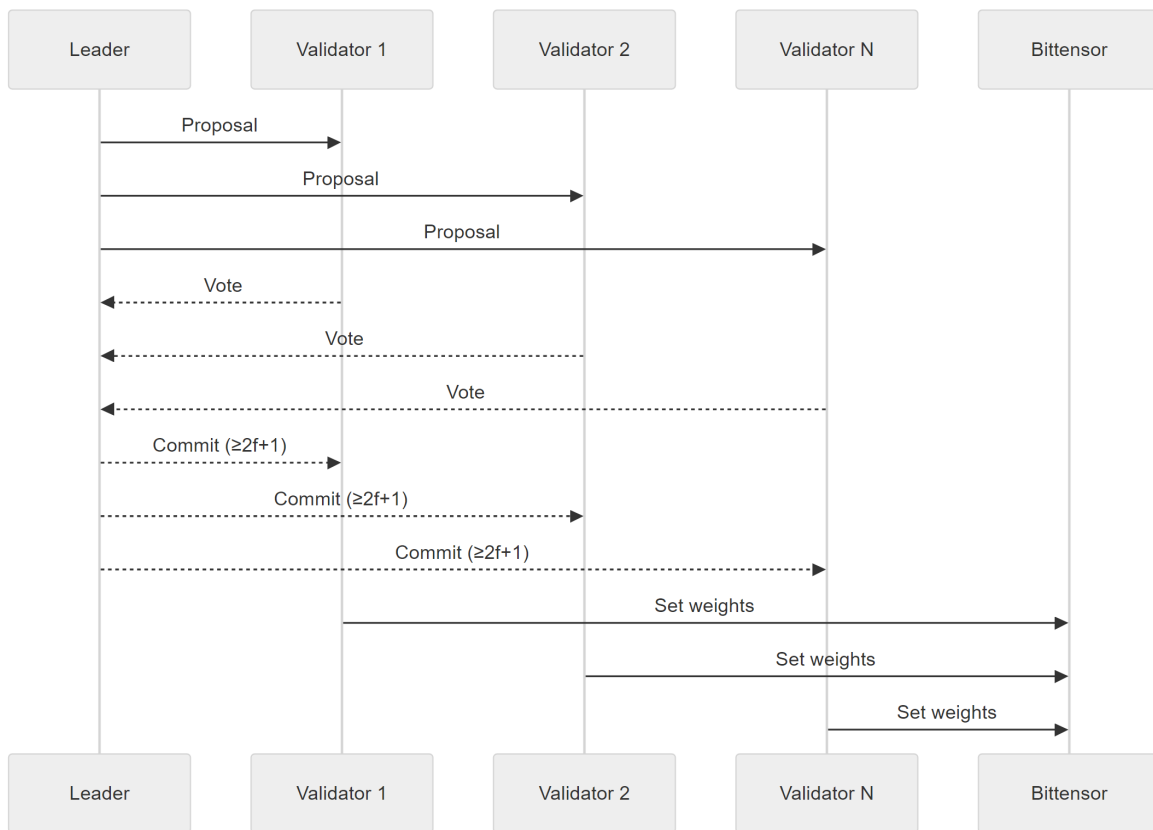 Leader Validator 1 Validator 2 Validator N Bittensor
Proposal
Proposal
Proposal
Vote
Vote
Vote
Commit (≥2f+1)
Commit (≥2f+1)
Commit (≥2f+1)
Set weights
Set weights
Set weights
Leader Validator 1 Validator 2 Validator N Bittensor